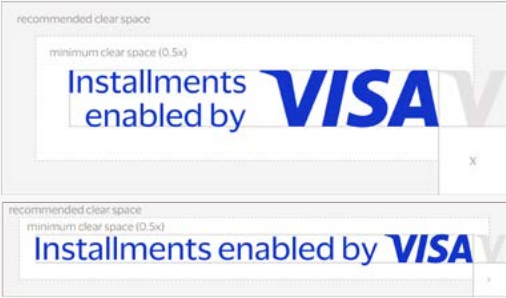 recommended clear space
minimum clear space (0.5x)
Installments
enabled by VISA
V
X
recommended clear space
minimum clear space (0.5x)
Installments enabled by VISA
V
x